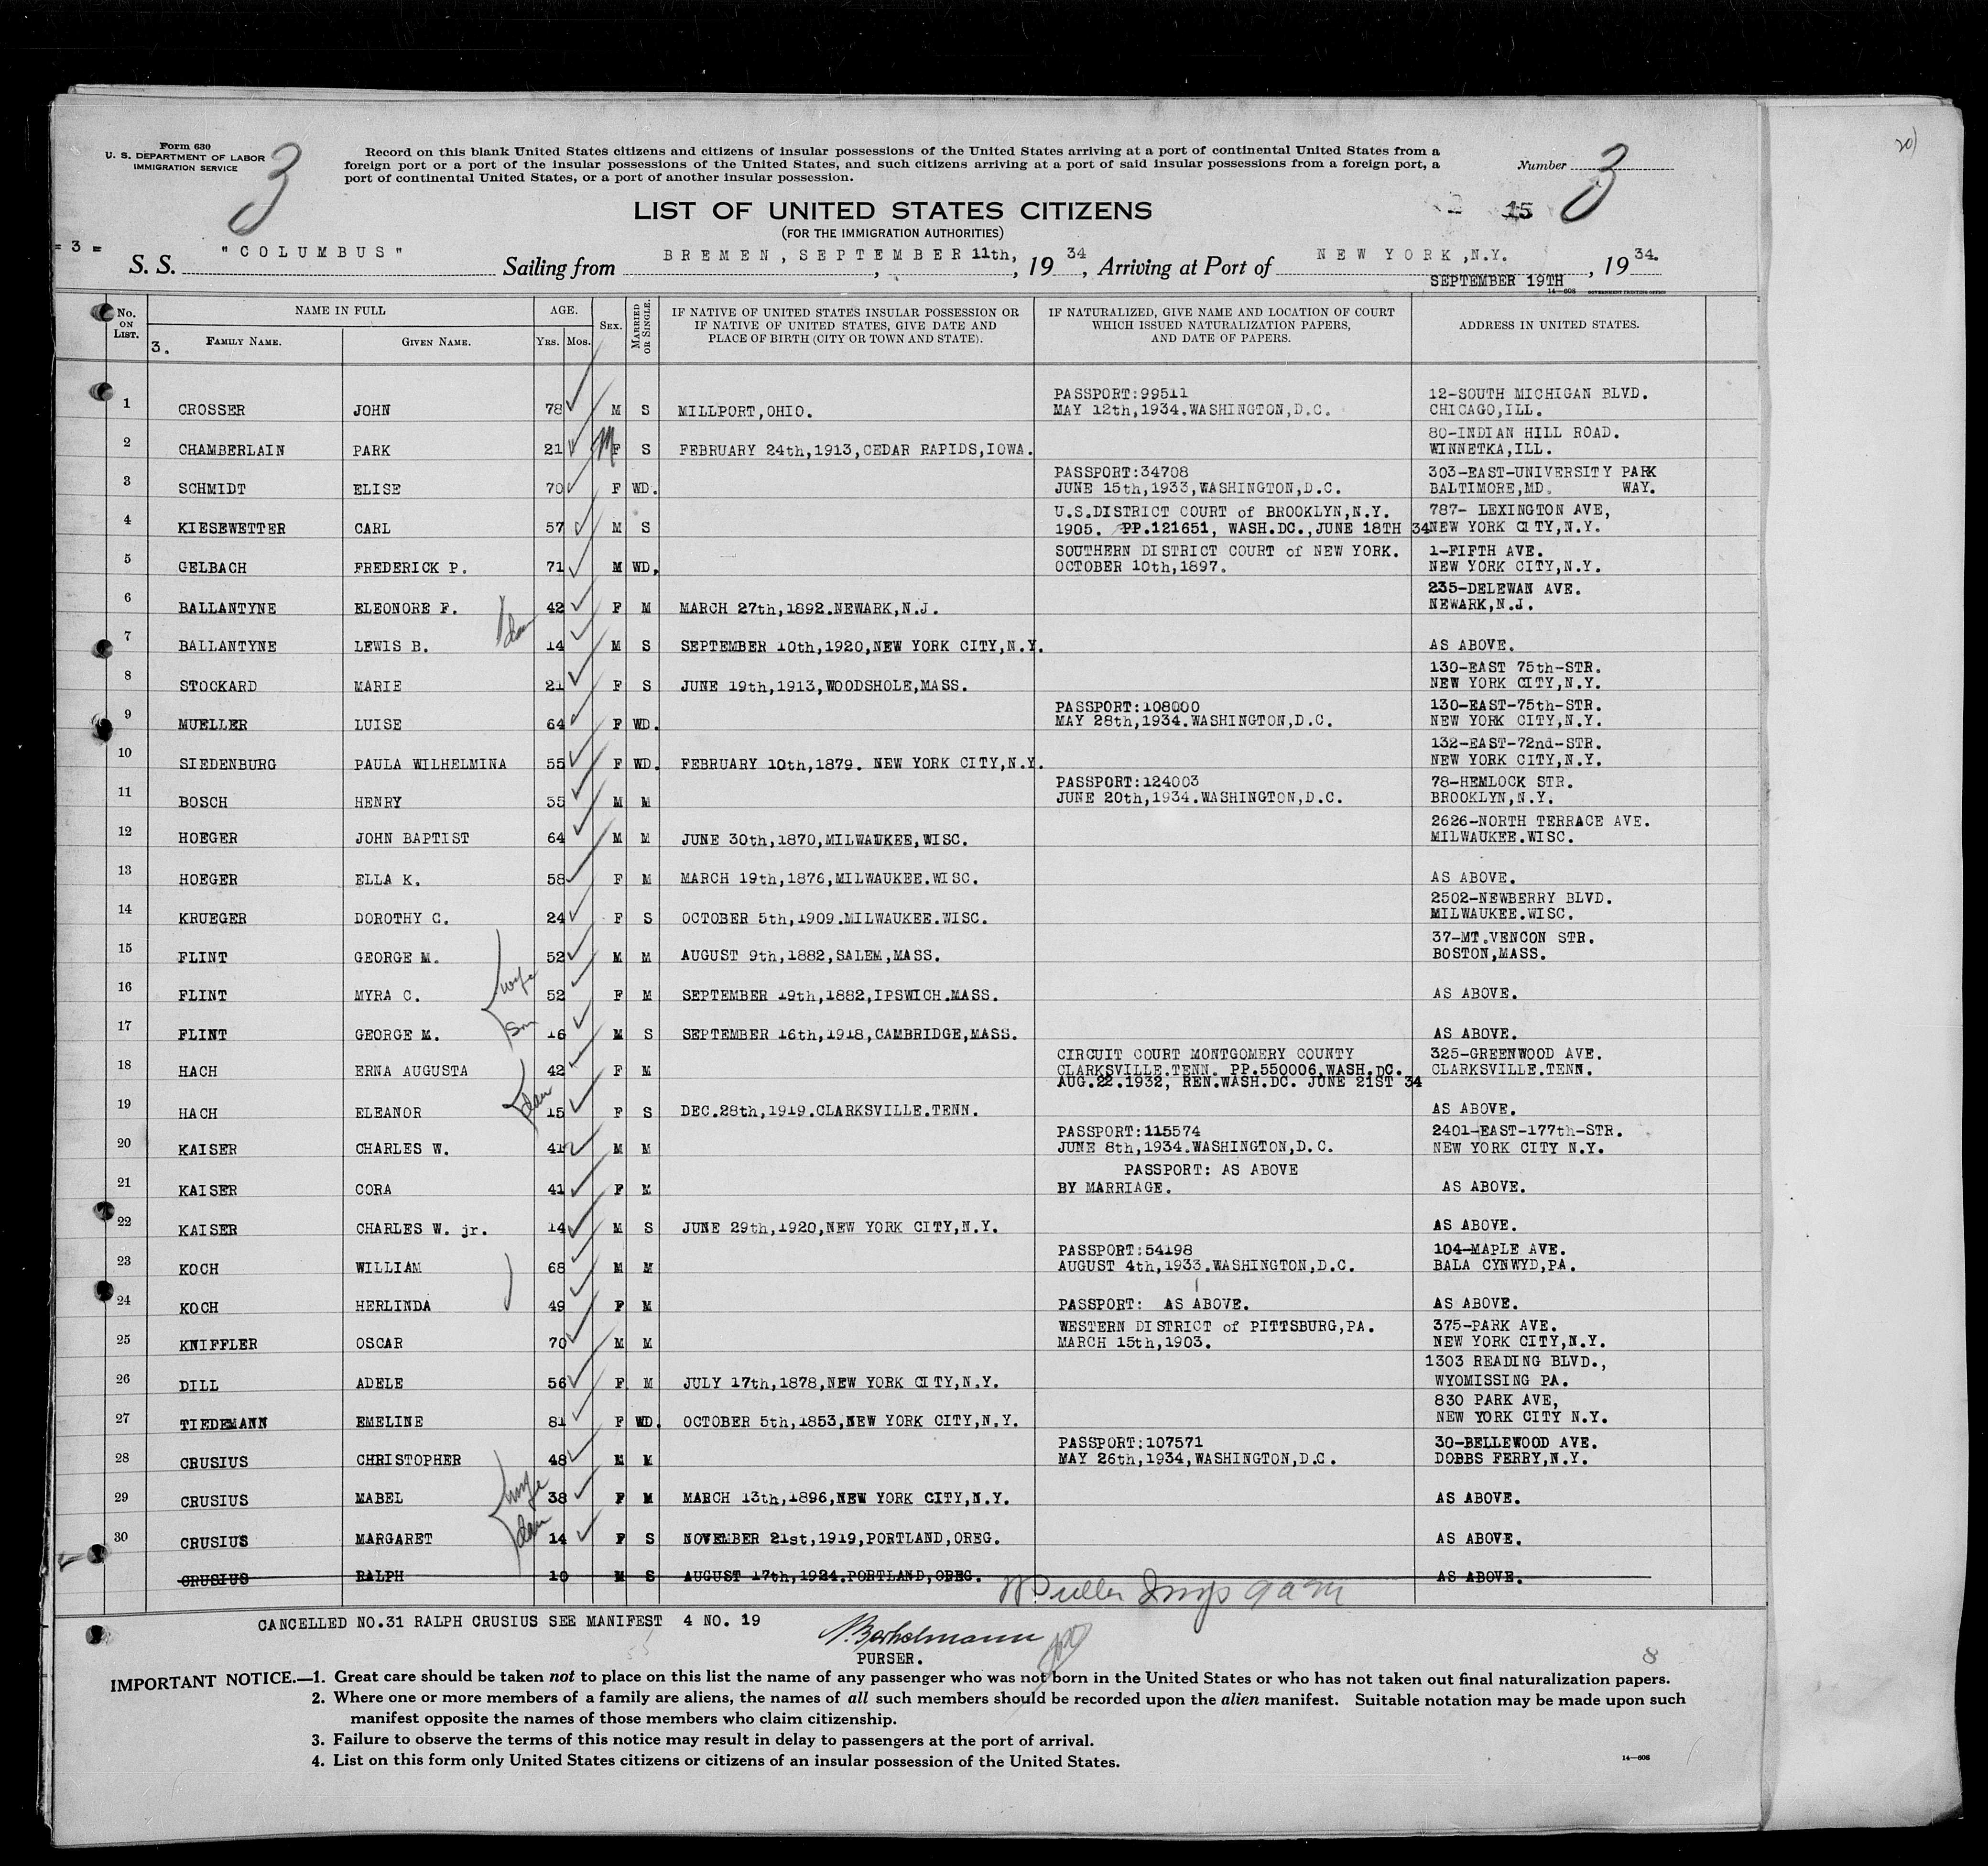 20)
Form 630
U. S. DEPARTMENT OF LABOR
IMMIGRATION SERVICE
3
Record on this blank United States citizens and citizens of insular possessions of the United States arriving at a port of continental United States from a
foreign port or a port of the insular possessions of the United States, and such citizens arriving at a port of said insular possessions from a foreign port, a
port of continental United States, or a port of another insular possession.
Number 3
LIST OF UNITED STATES CITIZENS
(FOR THE IMMIGRATION AUTHORITIES)
15
= 3 =
S. S. "COLUMBUS" Sailing from BREMEN, SEPTEMBER 11th, 1934, Arriving at Port of NEW YORK, N.Y. , 1934.
SEPTEMBER 19TH
14—608 GOVERNMENT PRINTING OFFICE
No. ON LIST. NAME IN FULL AGE. SEX. MARRIED OR SINGLE. IF NATIVE OF UNITED STATES INSULAR POSSESSION OR IF NATIVE OF UNITED STATES, GIVE DATE AND PLACE OF BIRTH (CITY OR TOWN AND STATE). IF NATURALIZED, GIVE NAME AND LOCATION OF COURT WHICH ISSUED NATURALIZATION PAPERS, AND DATE OF PAPERS. ADDRESS IN UNITED STATES.
3. FAMILY NAME. GIVEN NAME. YRS. MOS.
1 CROSSER JOHN 78 M S MILLPORT,OHIO. PASSPORT:99511 MAY 12th,1934.WASHINGTON,D.C. 12-SOUTH MICHIGAN BLVD. CHICAGO,ILL.
2 CHAMBERLAIN PARK 21 M F S FEBRUARY 24th,1913,CEDAR RAPIDS,IOWA. 80-INDIAN HILL ROAD. WINNETKA,ILL.
3 SCHMIDT ELISE 70 F WD. PASSPORT:34708 JUNE 15th,1933,WASHINGTON,D.C. 303-EAST-UNIVERSITY PARK BALTIMORE,MD. WAY.
4 KIESEWETTER CARL 57 M S U.S.DISTRICT COURT of BROOKLYN,N.Y. 1905. PP.121651, WASH.DC.,JUNE 18TH 34 787- LEXINGTON AVE, NEW YORK CITY,N.Y.
5 GELBACH FREDERICK P. 71 M WD, SOUTHERN DISTRICT COURT of NEW YORK. OCTOBER 10th,1897. 1-FIFTH AVE. NEW YORK CITY,N.Y.
6 BALLANTYNE ELEONORE F. 42 F M MARCH 27th,1892.NEWARK,N.J. 235-DELEWAN AVE. NEWARK,N.J.
7 BALLANTYNE LEWIS B. 14 M S SEPTEMBER 10th,1920,NEW YORK CITY,N.Y. AS ABOVE.
8 STOCKARD MARIE 21 F S JUNE 19th,1913,WOODSHOLE,MASS. 130-EAST 75th-STR. NEW YORK CITY,N.Y.
9 MUELLER LUISE 64 F WD. PASSPORT:108000 MAY 28th,1934.WASHINGTON,D.C. 130-EAST-75th-STR. NEW YORK CITY,N.Y.
10 SIEDENBURG PAULA WILHELMINA 55 F WD. FEBRUARY 10th,1879. NEW YORK CITY,N.Y. 132-EAST-72nd-STR. NEW YORK CITY,N.Y.
11 BOSCH HENRY 55 M M PASSPORT:124003 JUNE 20th,1934.WASHINGTON,D.C. 78-HEMLOCK STR. BROOKLYN,N.Y.
12 HOEGER JOHN BAPTIST 64 M M JUNE 30th,1870,MILWAUKEE,WISC. 2626-NORTH TERRACE AVE. MILWAUKEE.WISC.
13 HOEGER ELLA K. 58 F M MARCH 19th,1876,MILWAUKEE.WISC. AS ABOVE.
14 KRUEGER DOROTHY C. 24 F S OCTOBER 5th,1909.MILWAUKEE.WISC. 2502-NEWBERRY BLVD. MILWAUKEE.WISC.
15 FLINT GEORGE M. 52 M M AUGUST 9th,1882,SALEM,MASS. 37-MT.VENCON STR. BOSTON,MASS.
16 FLINT MYRA C. wife 52 F M SEPTEMBER 19th,1882,IPSWICH.MASS. AS ABOVE.
17 FLINT GEORGE M. son 16 M S SEPTEMBER 16th,1918,CAMBRIDGE,MASS. AS ABOVE.
18 HACH ERNA AUGUSTA 42 F M CIRCUIT COURT MONTGOMERY COUNTY CLARKSVILLE.TENN. PP.550006,WASH.DC. AUG.22.1932, REN.WASH.DC. JUNE 21ST 34 325-GREENWOOD AVE. CLARKSVILLE.TENN.
19 HACH ELEANOR dau 15 F S DEC.28th,1919.CLARKSVILLE.TENN. AS ABOVE.
20 KAISER CHARLES W. 41 M M PASSPORT:115574 JUNE 8th,1934.WASHINGTON,D.C. 2401-EAST-177th-STR. NEW YORK CITY N.Y.
21 KAISER CORA 41 F M PASSPORT: AS ABOVE BY MARRIAGE. AS ABOVE.
22 KAISER CHARLES W. jr. 14 M S JUNE 29th,1920,NEW YORK CITY,N.Y. AS ABOVE.
23 KOCH WILLIAM 68 M M PASSPORT:54198 AUGUST 4th,1933.WASHINGTON,D.C. 104-MAPLE AVE. BALA CYNWYD,PA.
24 KOCH HERLINDA 49 F M PASSPORT: AS ABOVE. AS ABOVE.
25 KNIFFLER OSCAR 70 M M WESTERN DISTRICT of PITTSBURG,PA. MARCH 15th,1903. 375-PARK AVE. NEW YORK CITY,N.Y.
26 DILL ADELE 56 F M JULY 17th,1878,NEW YORK CITY,N.Y. 1303 READING BLVD., WYOMISSING PA.
27 TIEDEMANN EMELINE 81 F WD. OCTOBER 5th,1853,NEW YORK CITY,N.Y. 830 PARK AVE, NEW YORK CITY N.Y.
28 CRUSIUS CHRISTOPHER 48 M M PASSPORT:107571 MAY 26th,1934,WASHINGTON,D.C. 30-BELLEWOOD AVE. DOBBS FERRY,N.Y.
29 CRUSIUS MABEL wife 38 F M MARCH 13th,1896,NEW YORK CITY,N.Y. AS ABOVE.
30 CRUSIUS MARGARET dau 14 F S NOVEMBER 21st,1919,PORTLAND,OREG. AS ABOVE.
CRUSIUS RALPH 10 M S AUGUST 17th,1924.PORTLAND,OREG. AS ABOVE.
CANCELLED NO.31 RALPH CRUSIUS SEE MANIFEST 4 NO. 19
PURSER.
8
IMPORTANT NOTICE.—1. Great care should be taken not to place on this list the name of any passenger who was not born in the United States or who has not taken out final naturalization papers.
2. Where one or more members of a family are aliens, the names of all such members should be recorded upon the alien manifest. Suitable notation may be made upon such
manifest opposite the names of those members who claim citizenship.
3. Failure to observe the terms of this notice may result in delay to passengers at the port of arrival.
4. List on this form only United States citizens or citizens of an insular possession of the United States.
14—608